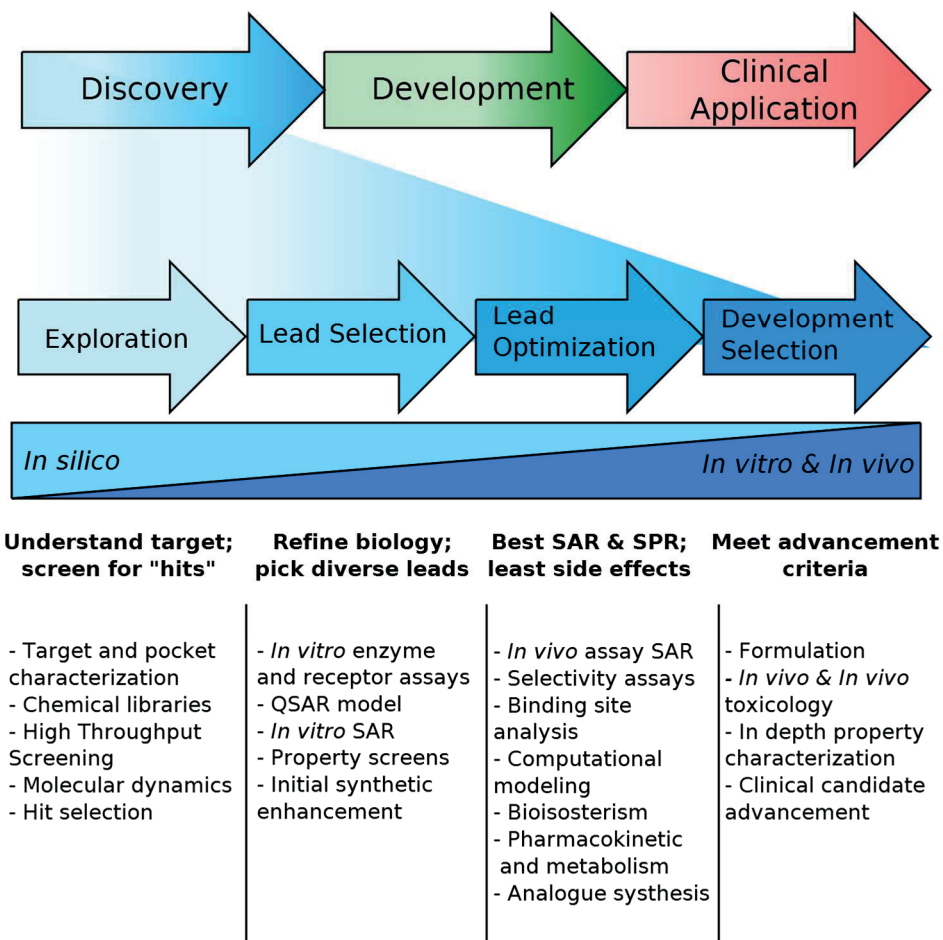 Discovery
Development
Clinical
Application
Exploration
Lead Selection
Lead
Optimization
Development
Selection
In silico
In vitro & In vivo
Understand target;
screen for "hits"
Refine biology;
pick diverse leads
Best SAR & SPR;
least side effects
Meet advancement
criteria
- Target and pocket
characterization
- Chemical libraries
- High Throughput
Screening
- Molecular dynamics
- Hit selection
- In vitro enzyme
and receptor assays
- QSAR model
- In vitro SAR
- Property screens
- Initial synthetic
enhancement
- In vivo assay SAR
- Selectivity assays
- Binding site
analysis
- Computational
modeling
- Bioisosterism
- Pharmacokinetic
and metabolism
- Analogue systhesis
- Formulation
- In vivo & In vivo
toxicology
- In depth property
characterization
- Clinical candidate
advancement